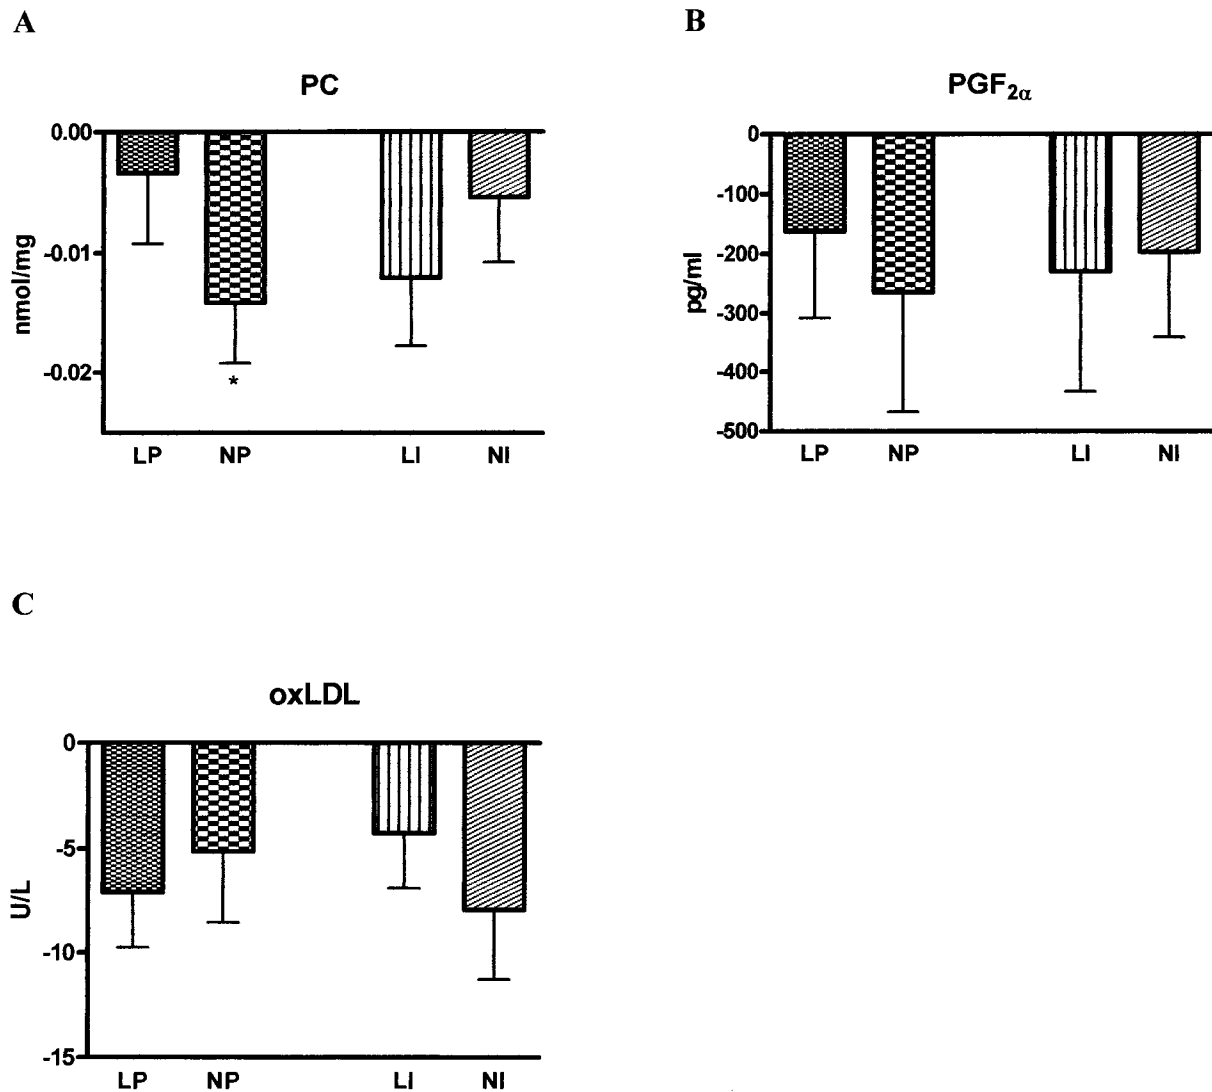 A
PC
0.00
-0.01
-0.02
nmol/mg
*
LP NP LI NI
B
PGF2α
0
-100
-200
-300
-400
-500
pg/ml
LP NP LI NI
C
oxLDL
0
-5
-10
-15
U/L
LP NP LI NI